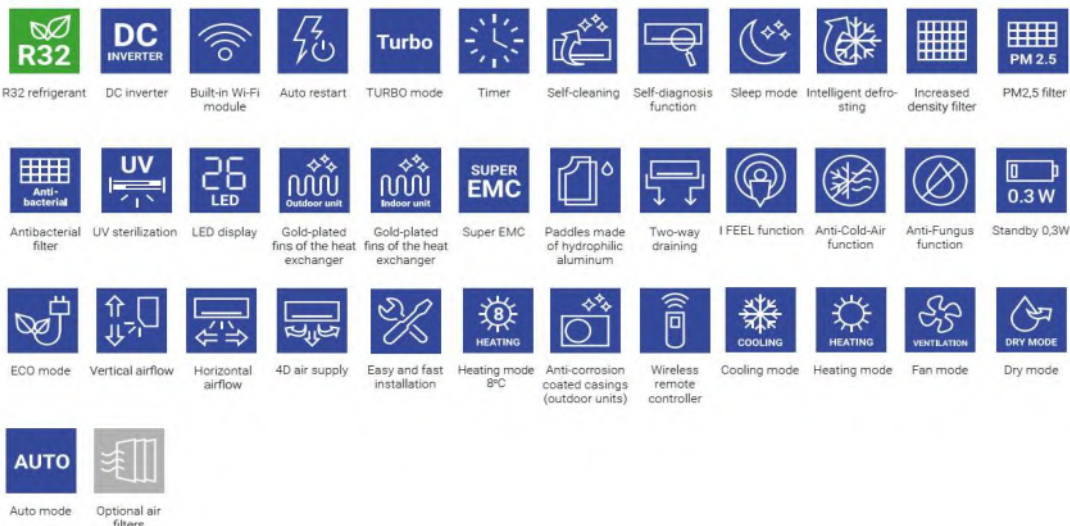 R32
DC
INVERTER
Turbo
PM 2.5
R32 refrigerant
DC inverter
Built-in Wi-Fi
module
Auto restart
TURBO mode
Timer
Self-cleaning
Self-diagnosis
function
Sleep mode
Intelligent defro-
sting
Increased
density filter
PM2,5 filter
Anti-
bacterial
UV
26
LED
Outdoor unit
Indoor unit
SUPER
EMC
0.3 W
Antibacterial
filter
UV sterilization
LED display
Gold-plated
fins of the heat
exchanger
Gold-plated
fins of the heat
exchanger
Super EMC
Paddles made
of hydrophilic
aluminum
Two-way
draining
I FEEL function
Anti-Cold-Air
function
Anti-Fungus
function
Standby 0,3W
8
HEATING
COOLING
HEATING
VENTILATION
DRY MODE
ECO mode
Vertical airflow
Horizontal
airflow
4D air supply
Easy and fast
installation
Heating mode
8ºC
Anti-corrosion
coated casings
(outdoor units)
Wireless
remote
controller
Cooling mode
Heating mode
Fan mode
Dry mode
AUTO
Auto mode
Optional air
filters